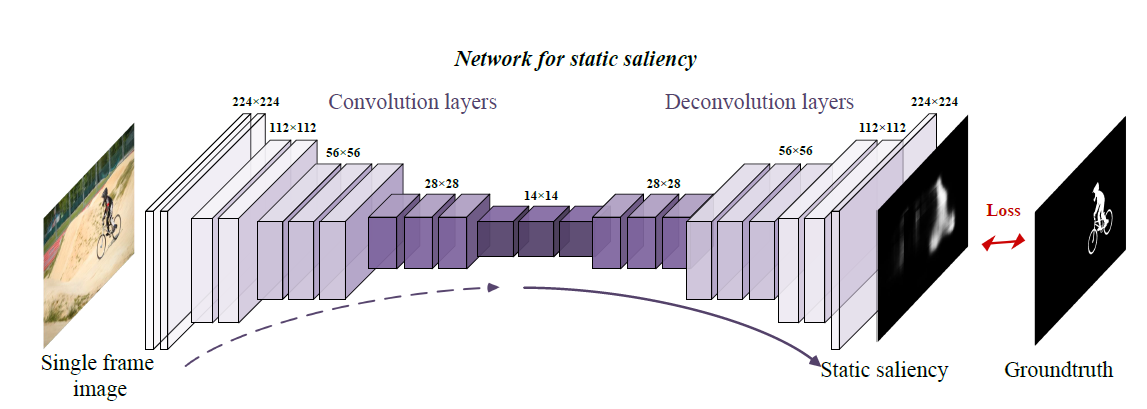 Network for static saliency
Convolution layers
Deconvolution layers
224×224
112×112
56×56
28×28
14×14
28×28
56×56
112×112
224×224
Loss
Single frame
image
Static saliency
Groundtruth